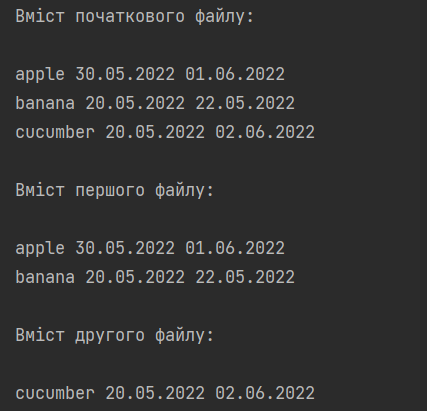 Вміст початкового файлу:
apple 30.05.2022 01.06.2022
banana 20.05.2022 22.05.2022
cucumber 20.05.2022 02.06.2022
Вміст першого файлу:
apple 30.05.2022 01.06.2022
banana 20.05.2022 22.05.2022
Вміст другого файлу:
cucumber 20.05.2022 02.06.2022